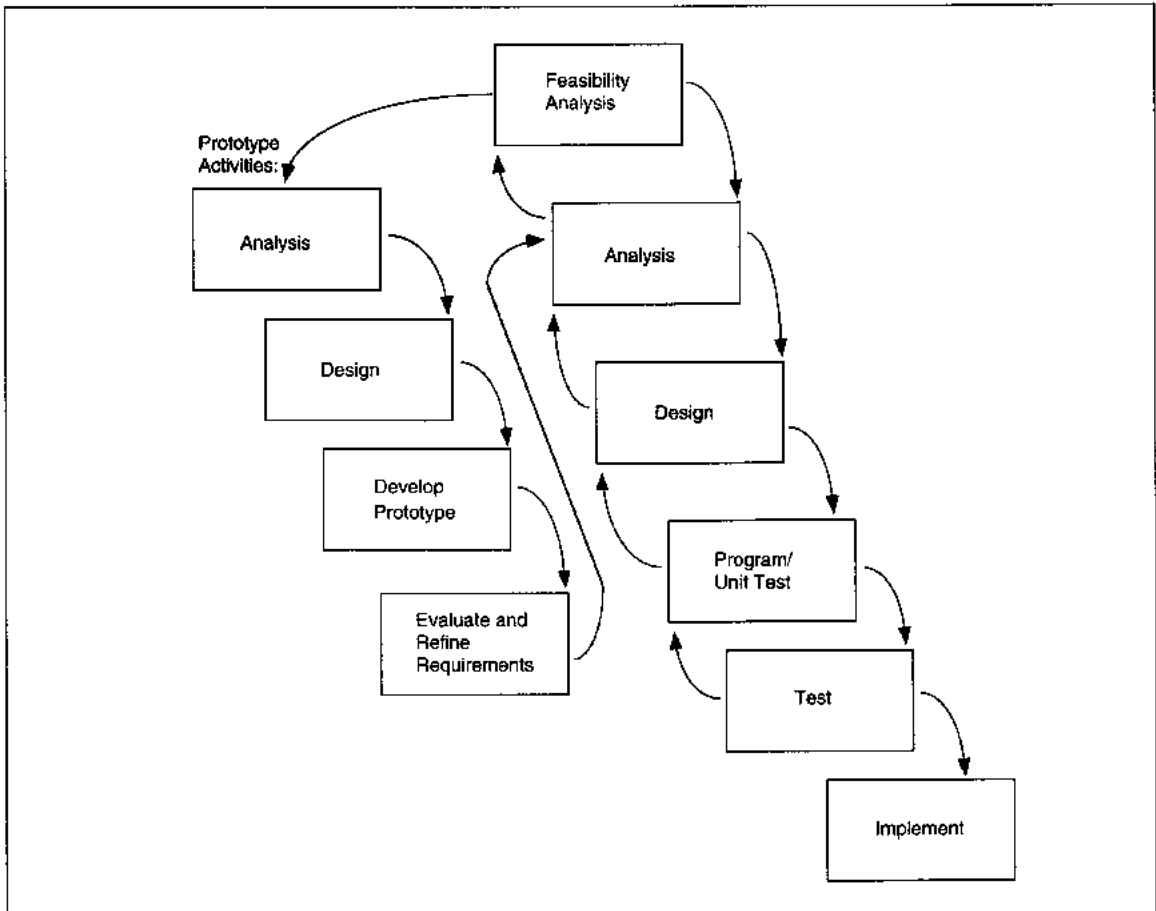 Feasibility
Analysis
Prototype
Activities:
Analysis
Design
Develop
Prototype
Evaluate and
Refine
Requirements
Analysis
Design
Program/
Unit Test
Test
Implement